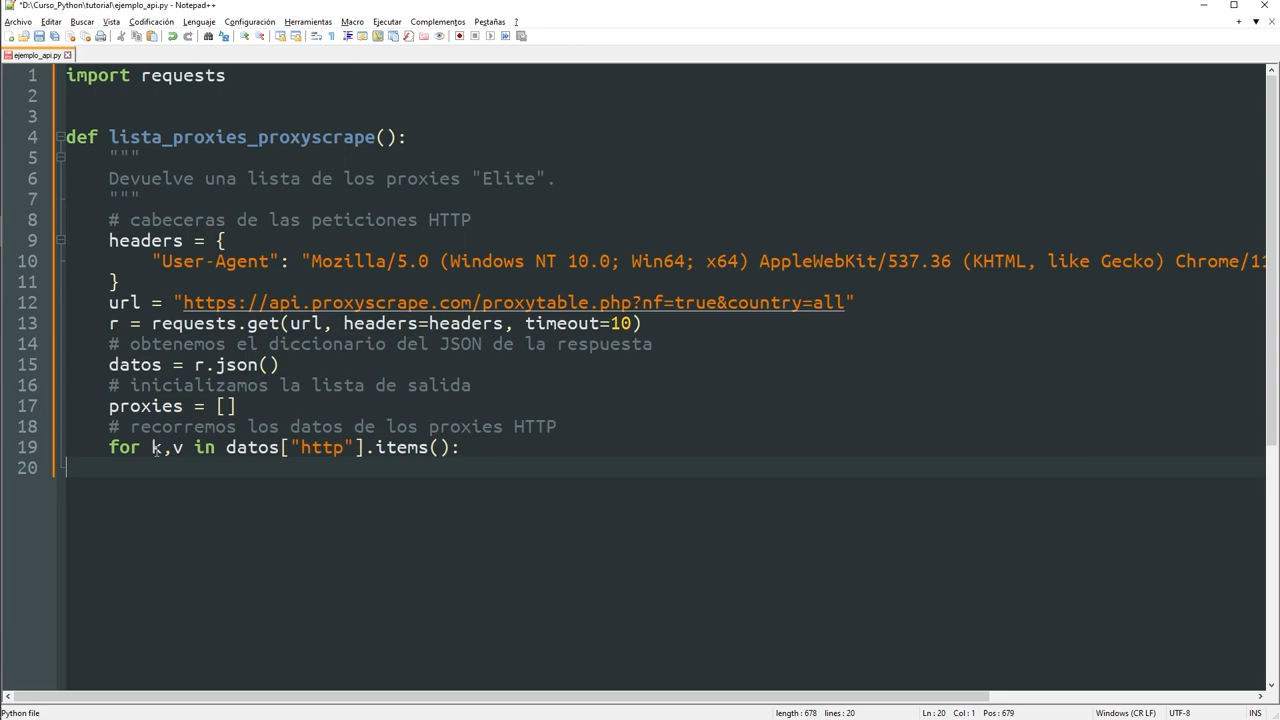 *D:\Curso_Python\tutorial\ejemplo_api.py - Notepad++
Archivo Editar Buscar Vista Codificación Lenguaje Configuración Herramientas Macro Ejecutar Complementos Pestañas ?
ejemplo_api.py
1 import requests
2
3
4 def lista_proxies_proxyscrape():
5 """
6 Devuelve una lista de los proxies "Elite".
7 """
8 # cabeceras de las peticiones HTTP
9 headers = {
10 "User-Agent": "Mozilla/5.0 (Windows NT 10.0; Win64; x64) AppleWebKit/537.36 (KHTML, like Gecko) Chrome/11
11 }
12 url = "https://api.proxyscrape.com/proxytable.php?nf=true&country=all"
13 r = requests.get(url, headers=headers, timeout=10)
14 # obtenemos el diccionario del JSON de la respuesta
15 datos = r.json()
16 # inicializamos la lista de salida
17 proxies = []
18 # recorremos los datos de los proxies HTTP
19 for k,v in datos["http"].items():
20
Python file length : 678 lines : 20 Ln : 20 Col : 1 Pos : 679 Windows (CR LF) UTF-8 INS